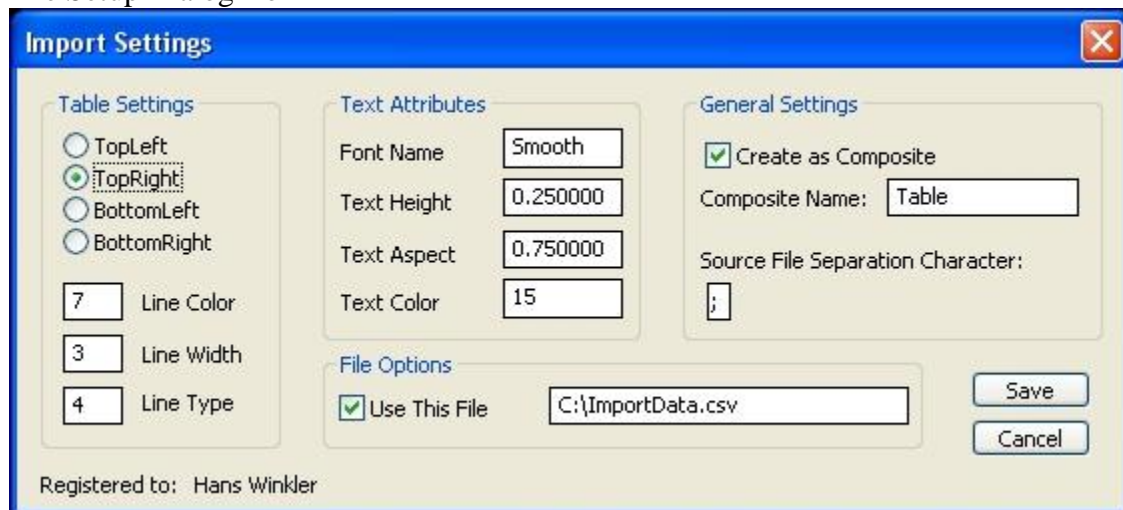 Import Settings
Table Settings
TopLeft
TopRight
BottomLeft
BottomRight
7 Line Color
3 Line Width
4 Line Type
Text Attributes
Font Name Smooth
Text Height 0.250000
Text Aspect 0.750000
Text Color 15
General Settings
Create as Composite
Composite Name: Table
Source File Separation Character:
;
File Options
Use This File C:\ImportData.csv
Save
Cancel
Registered to: Hans Winkler